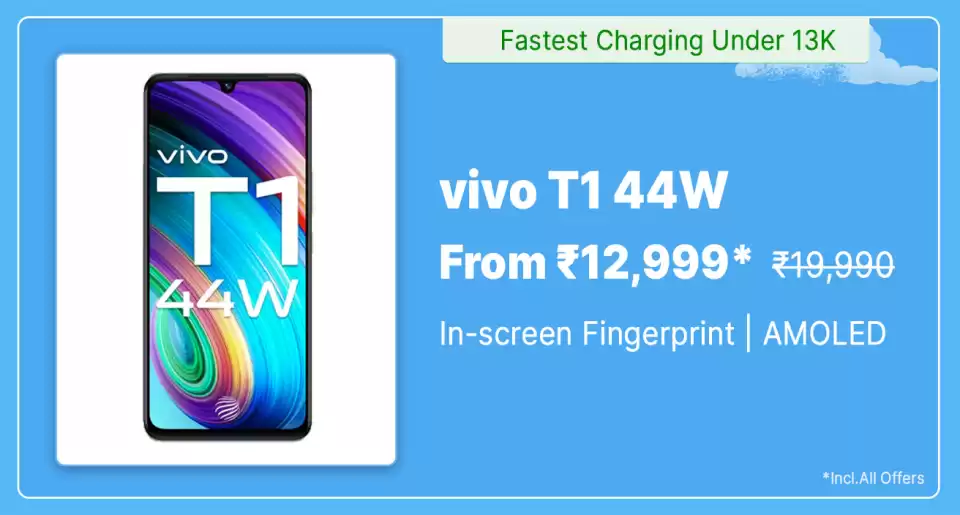 Fastest Charging Under 13K
vivo
T1
44W
vivo T1 44W
From ₹12,999* ₹19,990
In-screen Fingerprint | AMOLED
*Incl.All Offers